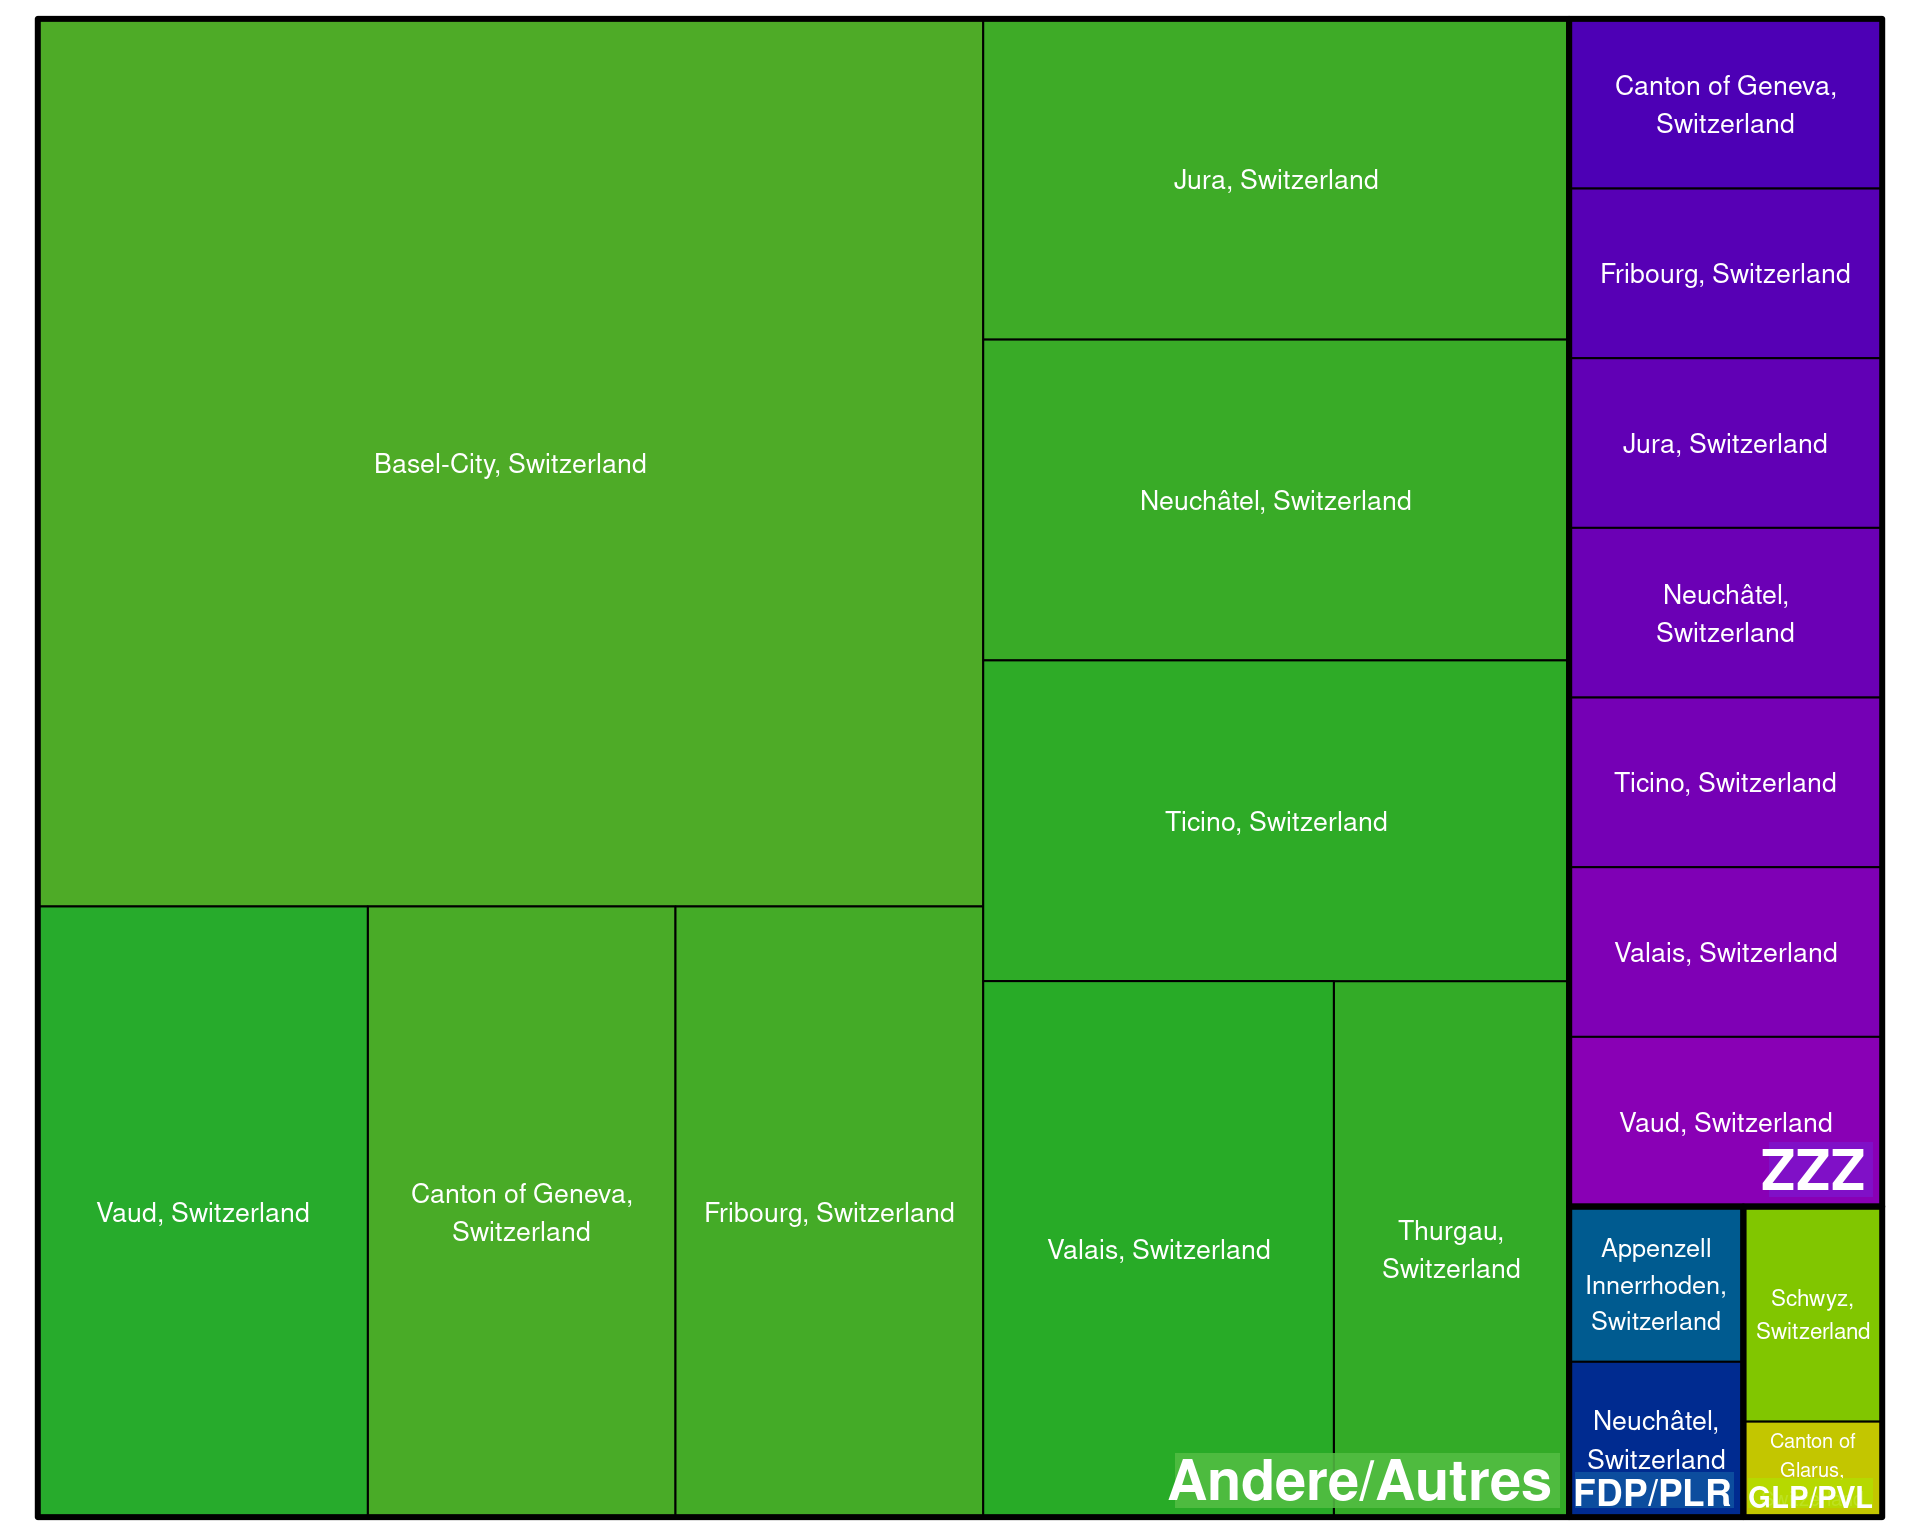 Basel-City, Switzerland
Vaud, Switzerland
Canton of Geneva,
Switzerland
Fribourg, Switzerland
Jura, Switzerland
Neuchâtel, Switzerland
Ticino, Switzerland
Valais, Switzerland
Thurgau,
Switzerland
Andere/Autres
Canton of Geneva,
Switzerland
Fribourg, Switzerland
Jura, Switzerland
Neuchâtel,
Switzerland
Ticino, Switzerland
Valais, Switzerland
Vaud, Switzerland
ZZZ
Appenzell
Innerrhoden,
Switzerland
Neuchâtel,
Switzerland
FDP/PLR
Schwyz,
Switzerland
Canton of
Glarus,
GLP/PVL